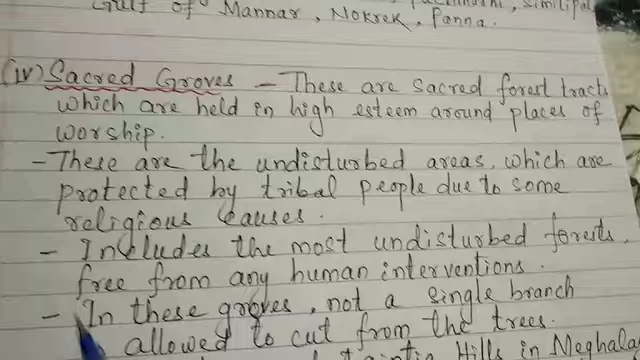 Gulf of Mannar, Nokrek, Panna.
(iv) Sacred Groves - These are sacred forest tracts
which are held in high esteem around places of
worship.
- These are the undisturbed areas, which are
protected by tribal people due to some
religious causes.
- Includes the most undisturbed forests,
free from any human interventions.
- In these groves, not a single branch
allowed to cut from the trees.
Hills in Meghala